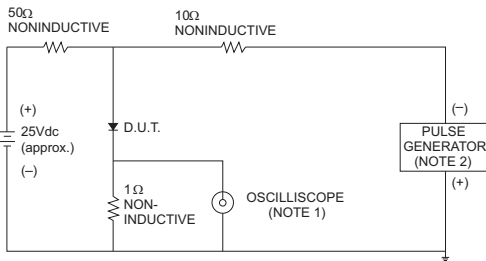 50Ω
NONINDUCTIVE
10Ω
NONINDUCTIVE
(+)
25Vdc
(approx.)
(–)
D.U.T.
1Ω
NON-
INDUCTIVE
OSCILLISCOPE
(NOTE 1)
(–)
PULSE
GENERATOR
(NOTE 2)
(+)